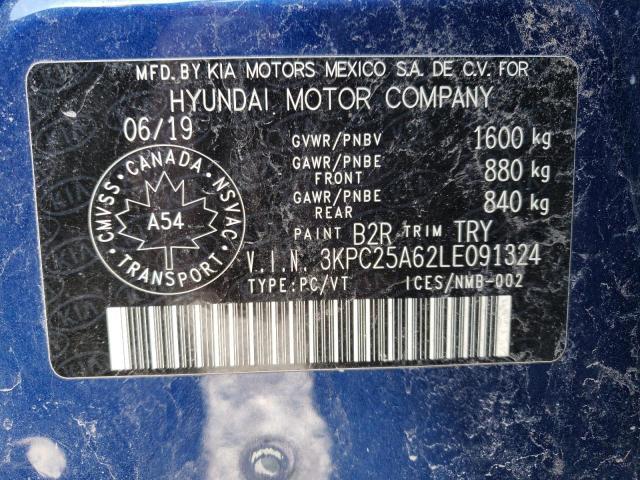 MFD. BY KIA MOTORS MEXICO S.A. DE C.V. FOR
HYUNDAI MOTOR COMPANY
06/19
GVWR/PNBV 1600 kg
GAWR/PNBE FRONT 880 kg
GAWR/PNBE REAR 840 kg
PAINT B2R TRIM TRY
V.I.N. 3KPC25A62LE091324
TYPE:PC/VT ICES/NMB-002
CMVSS CANADA NSVAC
A54
TRANSPORT